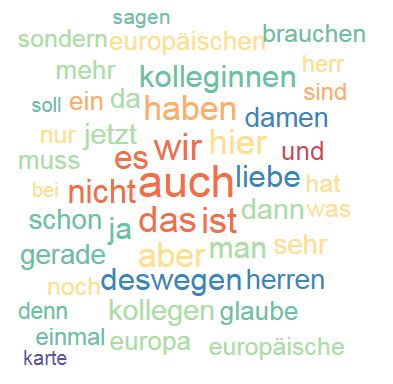 sagen
sondern europäischen brauchen
mehr kolleginnen herr
soll ein da haben sind
damen
nur jetzt es wir hier und
muss
bei nicht auch liebe hat
schon ja das ist dann was
gerade aber man sehr
noch deswegen herren
denn kollegen glaube
einmal europa europäische
karte